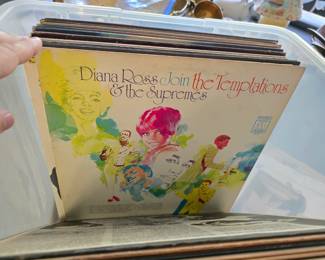 Diana Ross Join the Temptations
& the Supremes